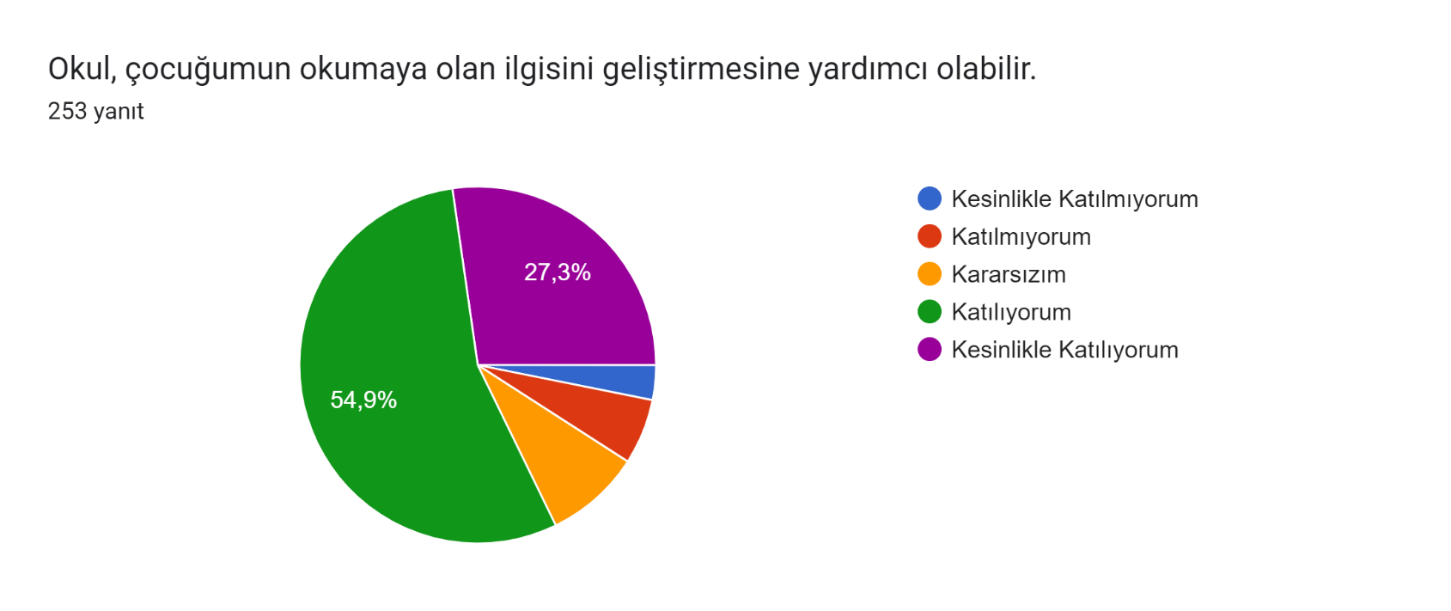 Okul, çocuğumun okumaya olan ilgisini geliştirmesine yardımcı olabilir.
253 yanıt
Kesinlikle Katılmıyorum
Katılmıyorum
Kararsızım
Katılıyorum
Kesinlikle Katılıyorum
27,3%
54,9%